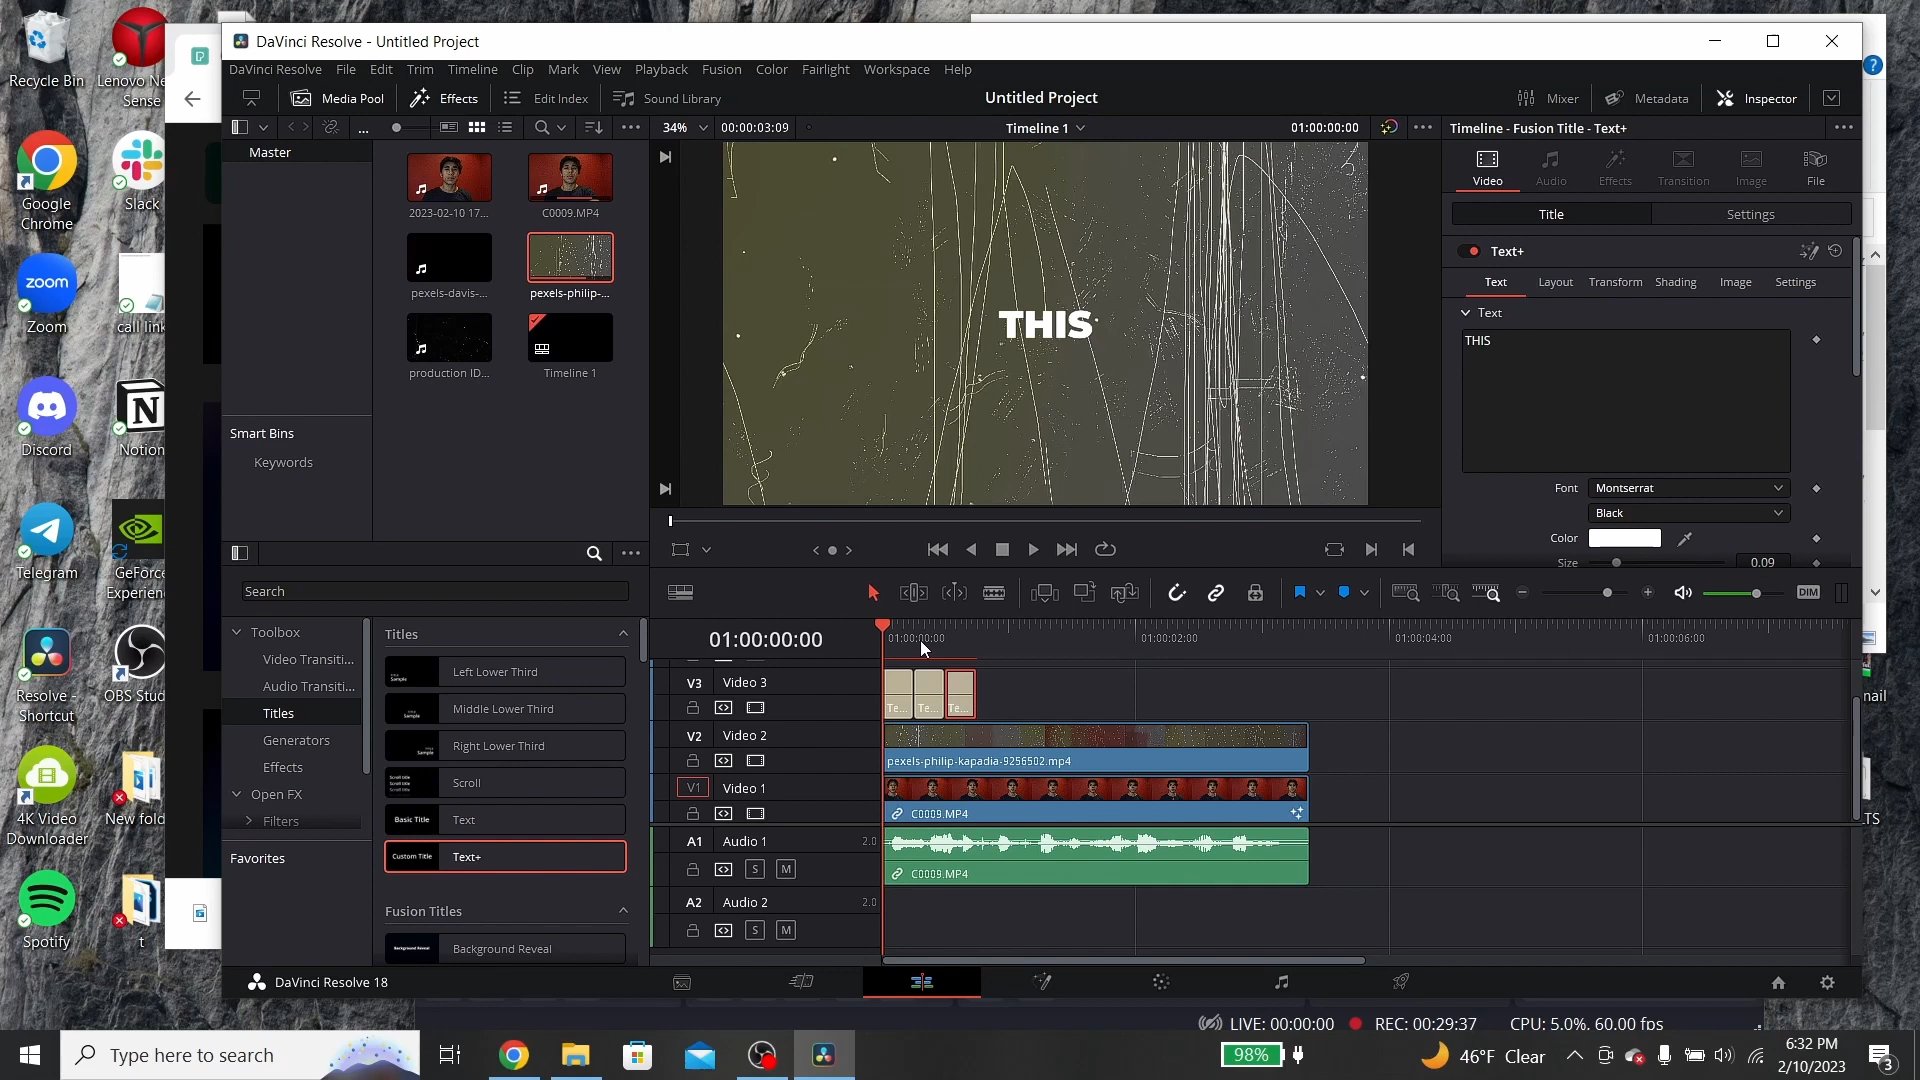 Recycle Bin
Lenovo Ne
Sense
Google
Chrome
Slack
Zoom
zoom
call link
Discord
Notion
Telegram
GeForce
Experien
Resolve -
Shortcut
OBS Stud
4K Video
Downloader
New fold
Spotify
t
DaVinci Resolve - Untitled Project
DaVinci Resolve File Edit Trim Timeline Clip Mark View Playback Fusion Color Fairlight Workspace Help
Media Pool Effects Edit Index Sound Library Untitled Project Mixer Metadata Inspector
... 34% 00:00:03:09 Timeline 1 01:00:00:00 Timeline - Fusion Title - Text+
Master
2023-02-10 17... C0009.MP4
pexels-davis-... pexels-philip-...
production ID... Timeline 1
Smart Bins
Keywords
THIS
Video Audio Effects Transition Image File
Title Settings
Text+
Text Layout Transform Shading Image Settings
Text
THIS
Font Montserrat
Black
Color
Size 0.09
Search
Toolbox
Video Transiti...
Audio Transiti...
Titles
Generators
Effects
Open FX
Filters
Favorites
Titles
Left Lower Third
Middle Lower Third
Right Lower Third
Scroll
Basic Title Text
Custom Title Text+
Fusion Titles
Background Reveal Background Reveal
DIM
01:00:00:00 01:00:00:00 01:00:02:00 01:00:04:00 01:00:06:00
V3 Video 3
Te... Te... Te...
V2 Video 2
pexels-philip-kapadia-9256502.mp4
V1 Video 1
C0009.MP4
A1 Audio 1 2.0
S M C0009.MP4
A2 Audio 2 2.0
S M
DaVinci Resolve 18
nail
TS
LIVE: 00:00:00 REC: 00:29:37 CPU: 5.0%, 60.00 fps
Type here to search
98%
46°F Clear
6:32 PM
2/10/2023
3